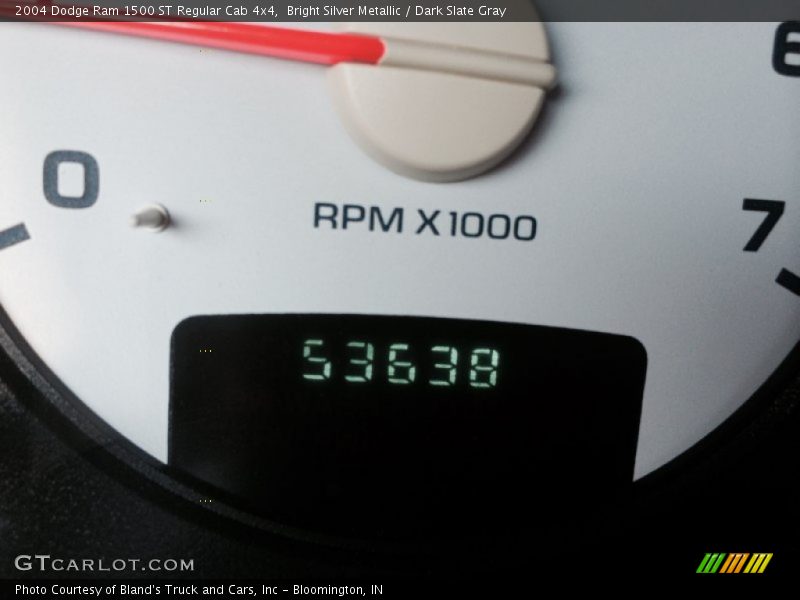 2004 Dodge Ram 1500 ST Regular Cab 4x4,  Bright Silver Metallic / Dark Slate Gray
6
0
RPM X1000
7
53638
GTCARLOT.COM
Photo Courtesy of Bland's Truck and Cars, Inc - Bloomington, IN